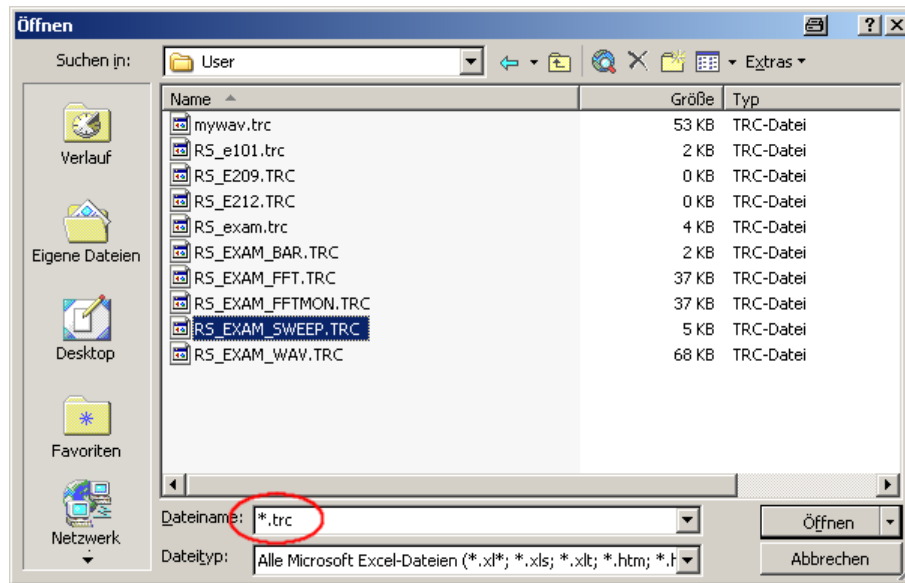 Öffnen
Suchen in:
User
Extras
Name
Größe
Typ
mywav.trc 53 KB TRC-Datei
RS_e101.trc 2 KB TRC-Datei
RS_E209.TRC 0 KB TRC-Datei
RS_E212.TRC 0 KB TRC-Datei
RS_exam.trc 4 KB TRC-Datei
RS_EXAM_BAR.TRC 2 KB TRC-Datei
RS_EXAM_FFT.TRC 37 KB TRC-Datei
RS_EXAM_FFTMON.TRC 37 KB TRC-Datei
RS_EXAM_SWEEP.TRC 5 KB TRC-Datei
RS_EXAM_WAV.TRC 68 KB TRC-Datei
Verlauf
Eigene Dateien
Desktop
Favoriten
Netzwerk
Dateiname: *.trc
Öffnen
Dateityp: Alle Microsoft Excel-Dateien (*.xl*; *.xls; *.xlt; *.htm;
Abbrechen